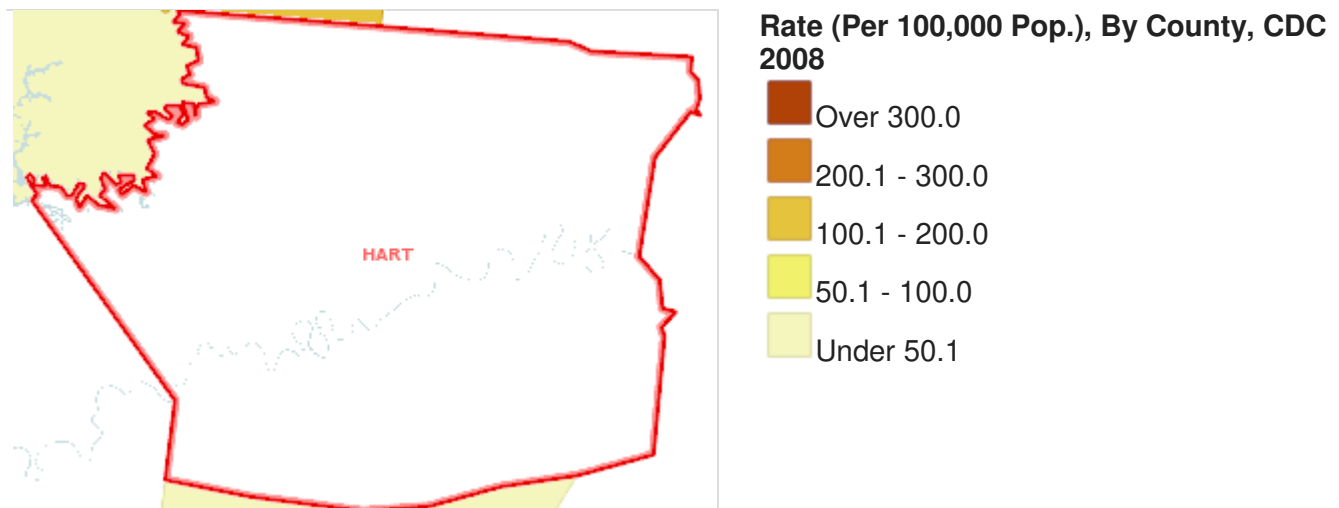 HART
Rate (Per 100,000 Pop.), By County, CDC
2008
Over 300.0
200.1 - 300.0
100.1 - 200.0
50.1 - 100.0
Under 50.1